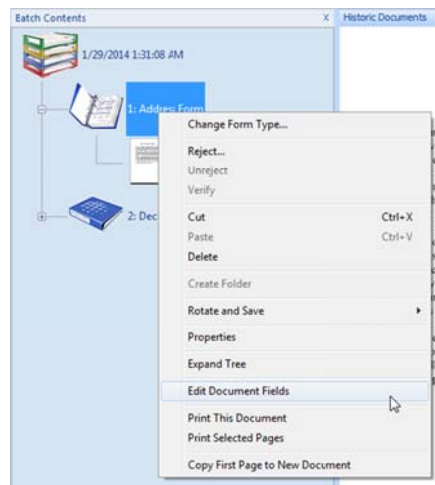 Batch Contents X Historic Documents
1/29/2014 1:31:08 AM
1: Address Form
Change Form Type...
Reject...
Unreject
Verify
2: Dec
Cut Ctrl+X
Paste Ctrl+V
Delete
Create Folder
Rotate and Save
Properties
Expand Tree
Edit Document Fields
Print This Document
Print Selected Pages
Copy First Page to New Document